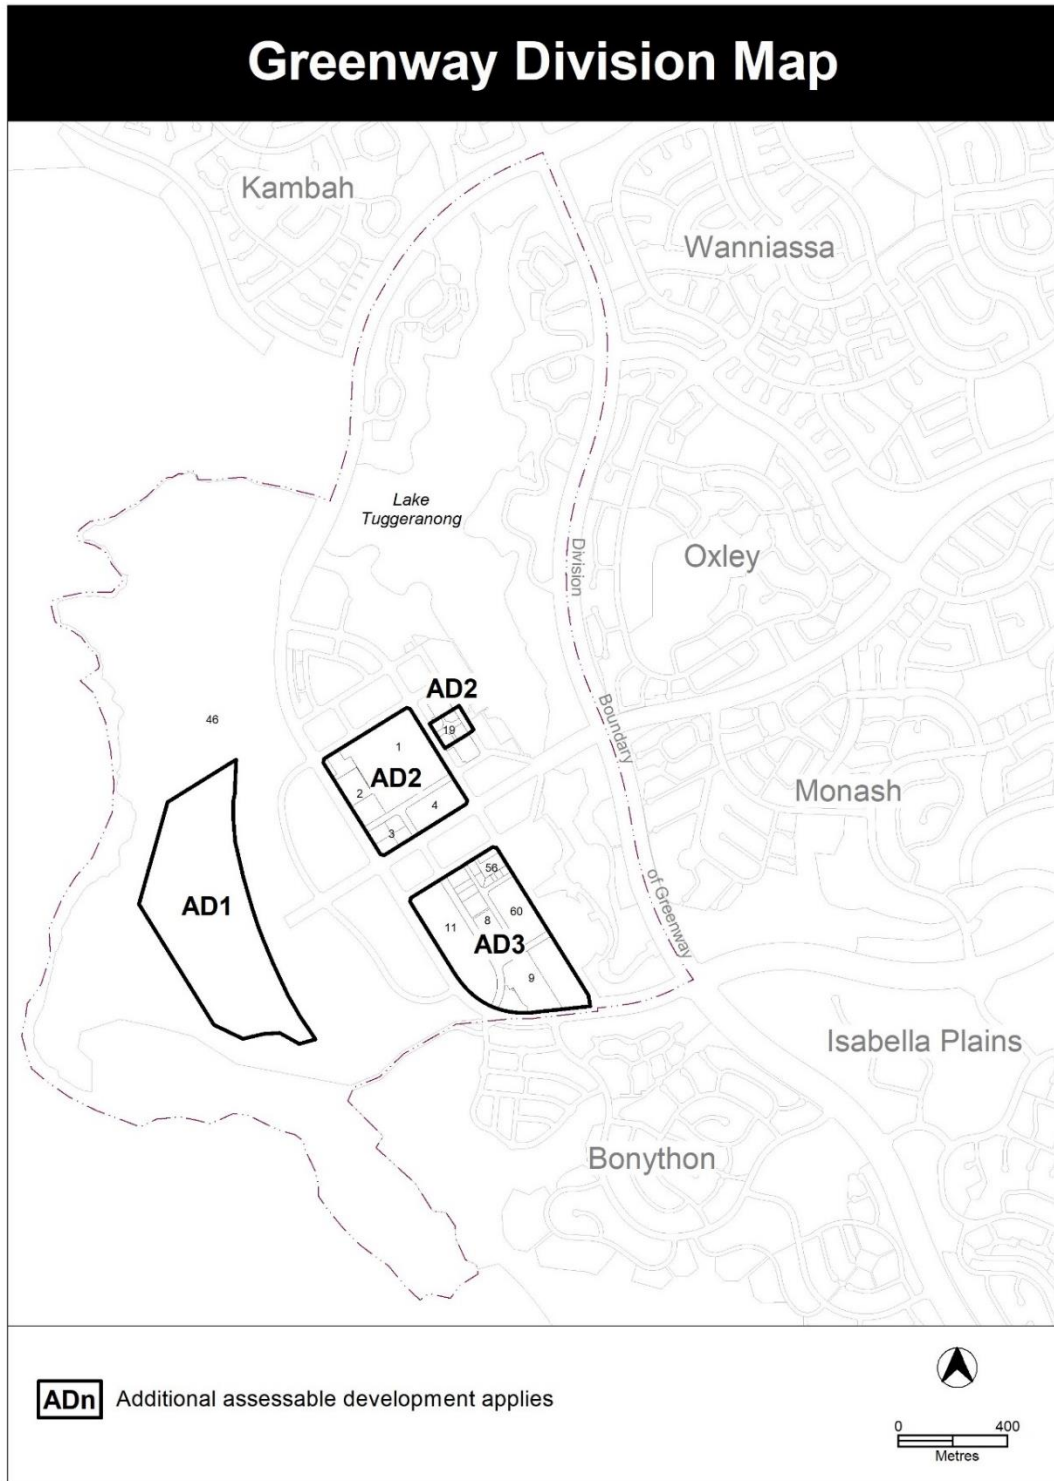 Greenway Division Map
Kambah
Wanniassa
Lake
Tuggeranong
Division
Oxley
AD2
46
19
Boundary
1
AD2
2
4
Monash
3
56
AD1
60
11
8
of Greenway
AD3
9
Isabella Plains
Bonython
ADn Additional assessable development applies
0 400
Metres